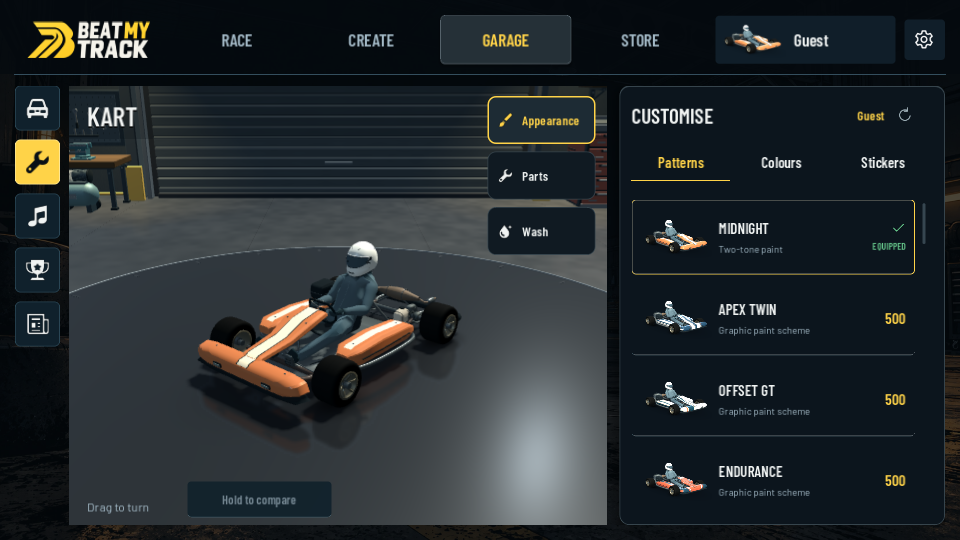 BEAT MY
TRACK
RACE
CREATE
GARAGE
STORE
Guest
KART
Appearance
Parts
Wash
Drag to turn
Hold to compare
CUSTOMISE
Guest
Patterns
Colours
Stickers
MIDNIGHT
Two-tone paint
EQUIPPED
APEX TWIN
Graphic paint scheme
500
OFFSET GT
Graphic paint scheme
500
ENDURANCE
Graphic paint scheme
500